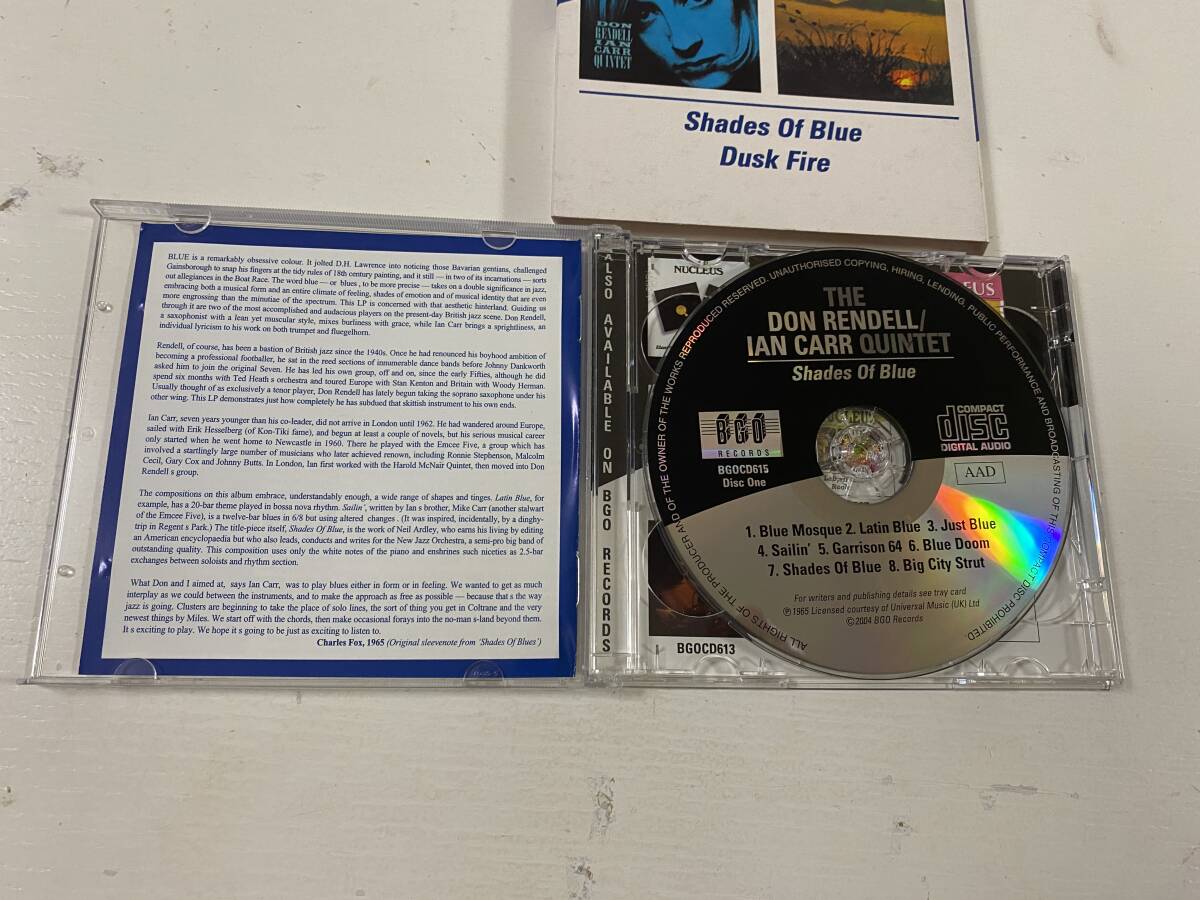 DON
RENDELL
IAN
CARR
QUINTET
Shades Of Blue
Dusk Fire
BLUE is a remarkably obsessive colour. It jolted D.H. Lawrence into noticing those Bavarian gentians, challenged
Gainsborough to snap his fingers at the tidy rules of 18th century painting, and it still — in two of its incarnations — sorts
out allegiances in the Boat Race. The word blue — or blues , to be more precise — takes on a double significance in jazz,
embracing both a musical form and an entire climate of feeling, shades of emotion and of musical identity that are even
more engrossing than the minutiae of the spectrum. This LP is concerned with that aesthetic hinterland. Guiding us
through it are two of the most accomplished and audacious players on the present-day British jazz scene. Don Rendell,
a saxophonist with a lean yet muscular style, mixes burliness with grace, while Ian Carr brings a sprightliness, an
individual lyricism to his work on both trumpet and fluegelhorn.
Rendell, of course, has been a bastion of British jazz since the 1940s. Once he had renounced his boyhood ambition of
becoming a professional footballer, he sat in the reed sections of innumerable dance bands before Johnny Dankworth
asked him to join the original Seven. He has led his own group, off and on, since the early Fifties, although he did
spend six months with Ted Heath s orchestra and toured Europe with Stan Kenton and Britain with Woody Herman.
Usually thought of as exclusively a tenor player, Don Rendell has lately begun taking the soprano saxophone under his
other wing. This LP demonstrates just how completely he has subdued that skittish instrument to his own ends.
Ian Carr, seven years younger than his co-leader, did not arrive in London until 1962. He had wandered around Europe,
sailed with Erik Hesselberg (of Kon-Tiki fame), and begun at least a couple of novels, but his serious musical career
only started when he went home to Newcastle in 1960. There he played with the Emcee Five, a group which has
involved a startlingly large number of musicians who later achieved renown, including Ronnie Stephenson, Malcolm
Cecil, Gary Cox and Johnny Butts. In London, Ian first worked with the Harold McNair Quintet, then moved into Don
Rendell s group.
The compositions on this album embrace, understandably enough, a wide range of shapes and tinges. Latin Blue, for
example, has a 20-bar theme played in bossa nova rhythm. Sailin', written by Ian s brother, Mike Carr (another stalwart
of the Emcee Five), is a twelve-bar blues in 6/8 but using altered changes . (It was inspired, incidentally, by a dinghy-
trip in Regent s Park.) The title-piece itself, Shades Of Blue, is the work of Neil Ardley, who earns his living by editing
an American encyclopaedia but who also leads, conducts and writes for the New Jazz Orchestra, a semi-pro big band of
outstanding quality. This composition uses only the white notes of the piano and enshrines such niceties as 2.5-bar
exchanges between soloists and rhythm section.
What Don and I aimed at, says Ian Carr, was to play blues either in form or in feeling. We wanted to get as much
interplay as we could between the instruments, and to make the approach as free as possible — because that s the way
jazz is going. Clusters are beginning to take the place of solo lines, the sort of thing you get in Coltrane and the very
newest things by Miles. We start off with the chords, then make occasional forays into the no-man s-land beyond them.
It s exciting to play. We hope it s going to be just as exciting to listen to.
Charles Fox, 1965 (Original sleevenote from 'Shades Of Blues')
ALSO AVAILABLE ON BGO RECORDS
NUCLEUS
BGOCD613
ALL RIGHTS OF THE PRODUCER AND OF THE OWNER OF THE WORKS REPRODUCED RESERVED. UNAUTHORISED COPYING, HIRING, LENDING, PUBLIC PERFORMANCE AND BROADCASTING OF THIS COMPACT DISC PROHIBITED.
THE
DON RENDELL/
IAN CARR QUINTET
Shades Of Blue
BGO
RECORDS
BGOCD615
Disc One
COMPACT
disc
DIGITAL AUDIO
AAD
1. Blue Mosque 2. Latin Blue 3. Just Blue
4. Sailin' 5. Garrison 64 6. Blue Doom
7. Shades Of Blue 8. Big City Strut
For writers and publishing details see tray card
℗1965 Licensed courtesy of Universal Music (UK) Ltd
©2004 BGO Records